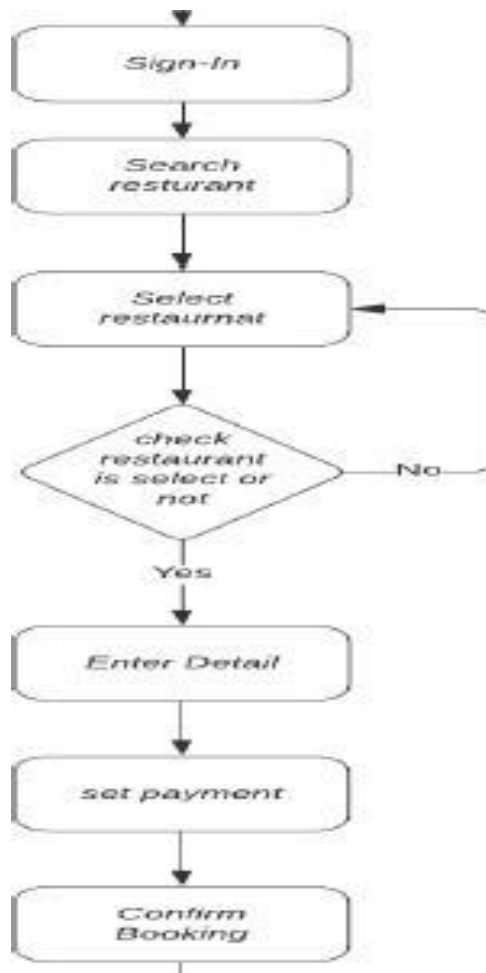 Sign-In
Search
resturant
Select
restaurnat
check
restaurant
is select or
not
No
Yes
Enter Detail
set payment
Confirm
Booking